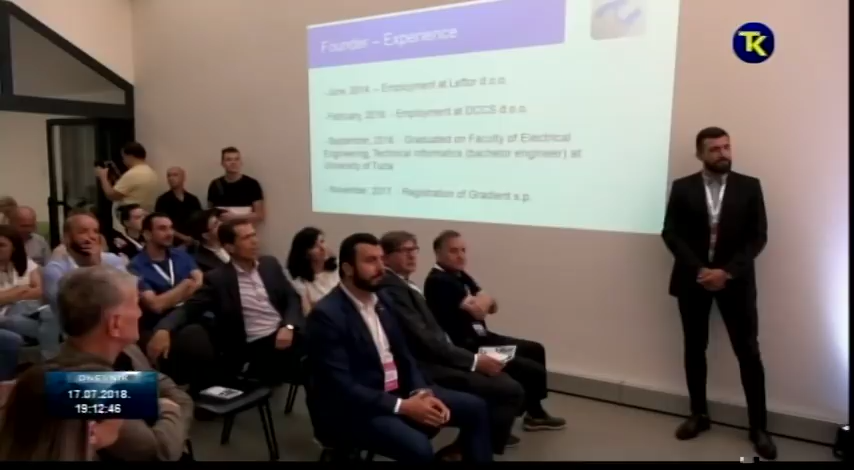 Founder – Experience
- June, 2014. – Employment at Leftor d.o.o.
- February, 2016. - Employment at DCCS d.o.o.
- September, 2016. - Graduated on Faculty of Electrical
Engineering, Technical Informatics (bachelor engineer) at
University of Tuzla
- November, 2017. - Registration of Gradient s.p.
TK
DNEVNIK
17.07.2018.
19:12:46